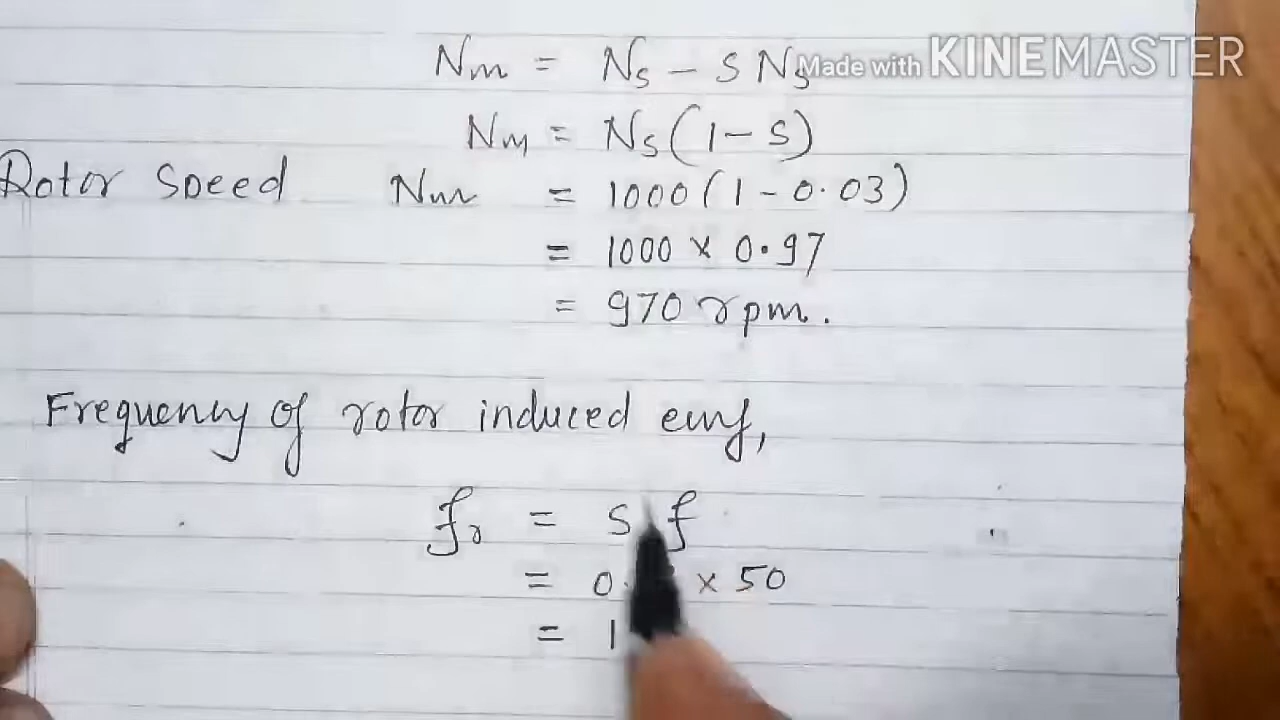 Nm = Ns - S Ns
Made with KINEMASTER
Nm = Ns (1 - S)
Rotor Speed Nm = 1000 (1 - 0.03)
= 1000 × 0.97
= 970 rpm.
Frequency of rotor induced emf,
fr = S f
= 0. × 50
= 1